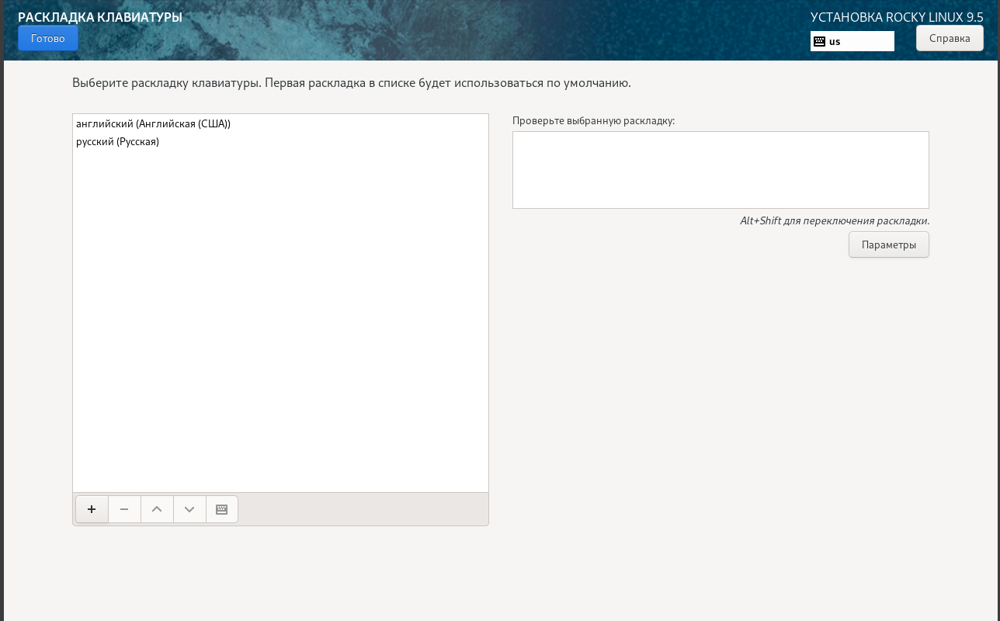 РАСКЛАДКА КЛАВИАТУРЫ
УСТАНОВКА ROCKY LINUX 9.5
Готово
us
Справка
Выберите раскладку клавиатуры. Первая раскладка в списке будет использоваться по умолчанию.
английский (Английская (США))
русский (Русская)
Проверьте выбранную раскладку:
Alt+Shift для переключения раскладки.
Параметры